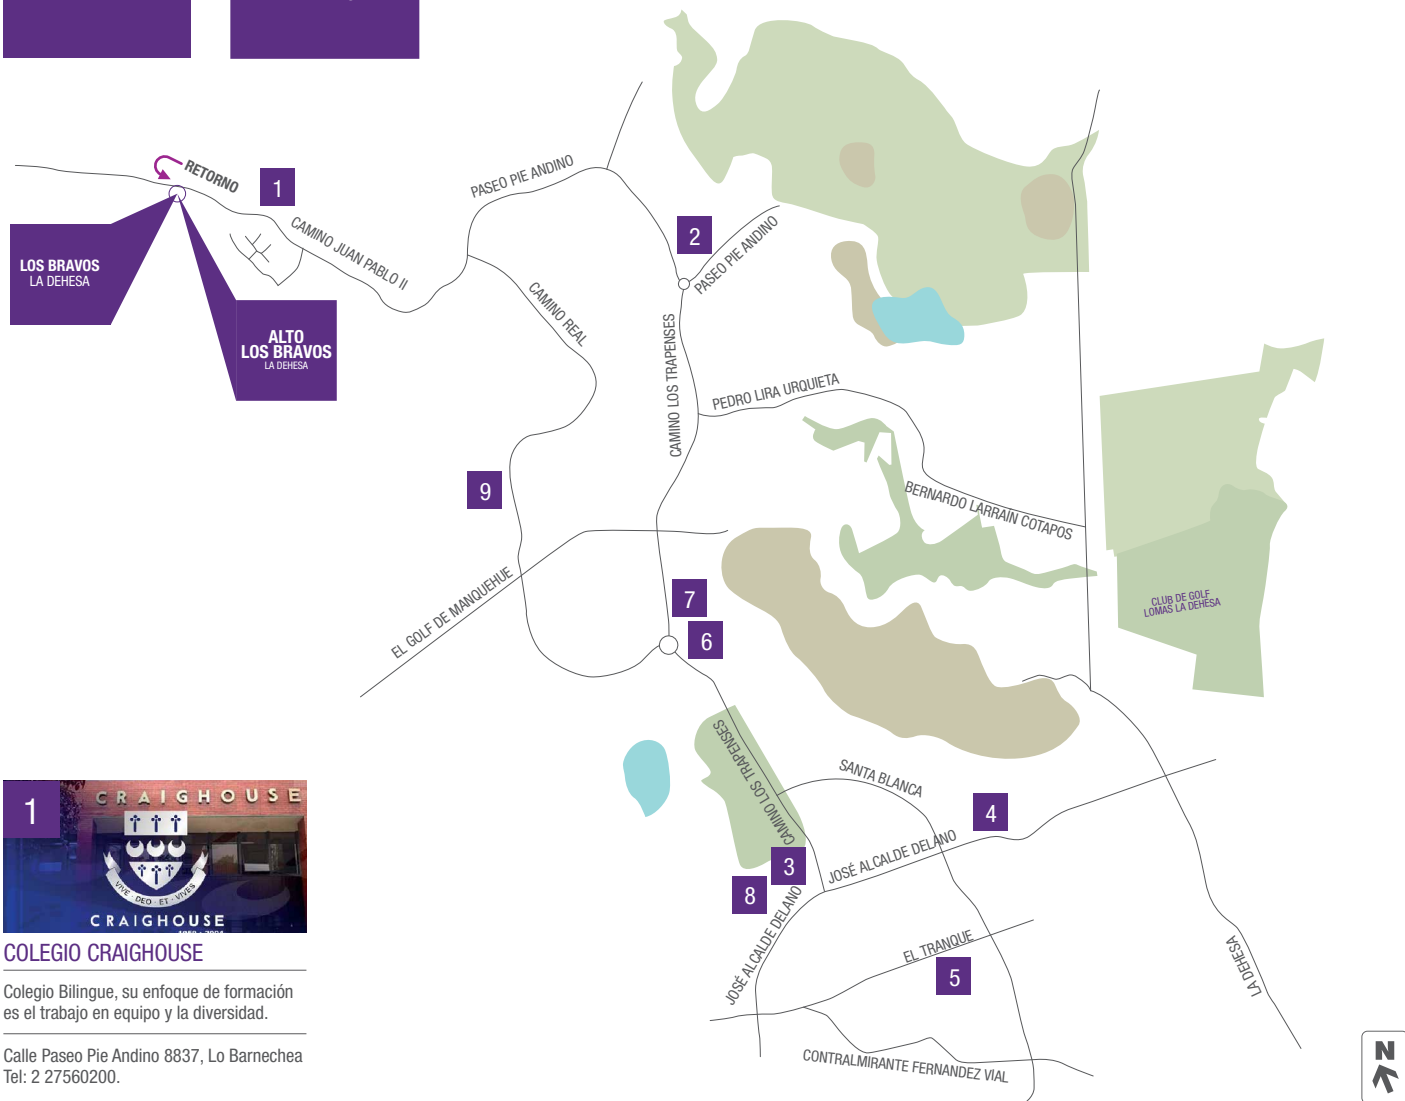 RETORNO
1
PASEO PIE ANDINO
CAMINO JUAN PABLO II
2
PASEO PIE ANDINO
LOS BRAVOS
LA DEHESA
CAMINO REAL
ALTO
LOS BRAVOS
LA DEHESA
CAMINO LOS TRAPENSES
PEDRO LIRA URQUIETA
9
BERNARDO LARRAÍN COTAPOS
EL GOLF DE MANQUEHUE
7
6
CLUB DE GOLF
LOMAS LA DEHESA
CAMINO LOS TRAPENSES
SANTA BLANCA
4
JOSÉ ALCALDE DELANO
3
8
JOSÉ ALCALDE DELANO
EL TRANQUE
5
LA DEHESA
CONTRALMIRANTE FERNANDEZ VIAL
N
1
CRAIGHOUSE
VIVE · DEO · ET · VIVES
CRAIGHOUSE
COLEGIO CRAIGHOUSE
Colegio Bilingue, su enfoque de formación
es el trabajo en equipo y la diversidad.
Calle Paseo Pie Andino 8837, Lo Barnechea
Tel: 2 27560200.